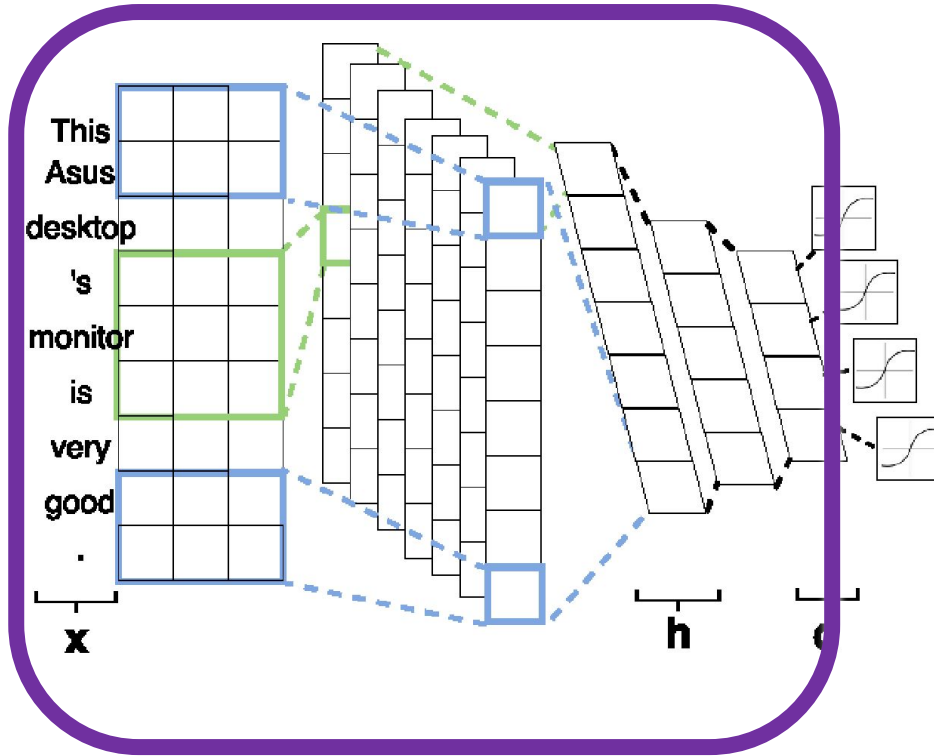 This
Asus
desktop
's
monitor
is
very
good
.
x
h